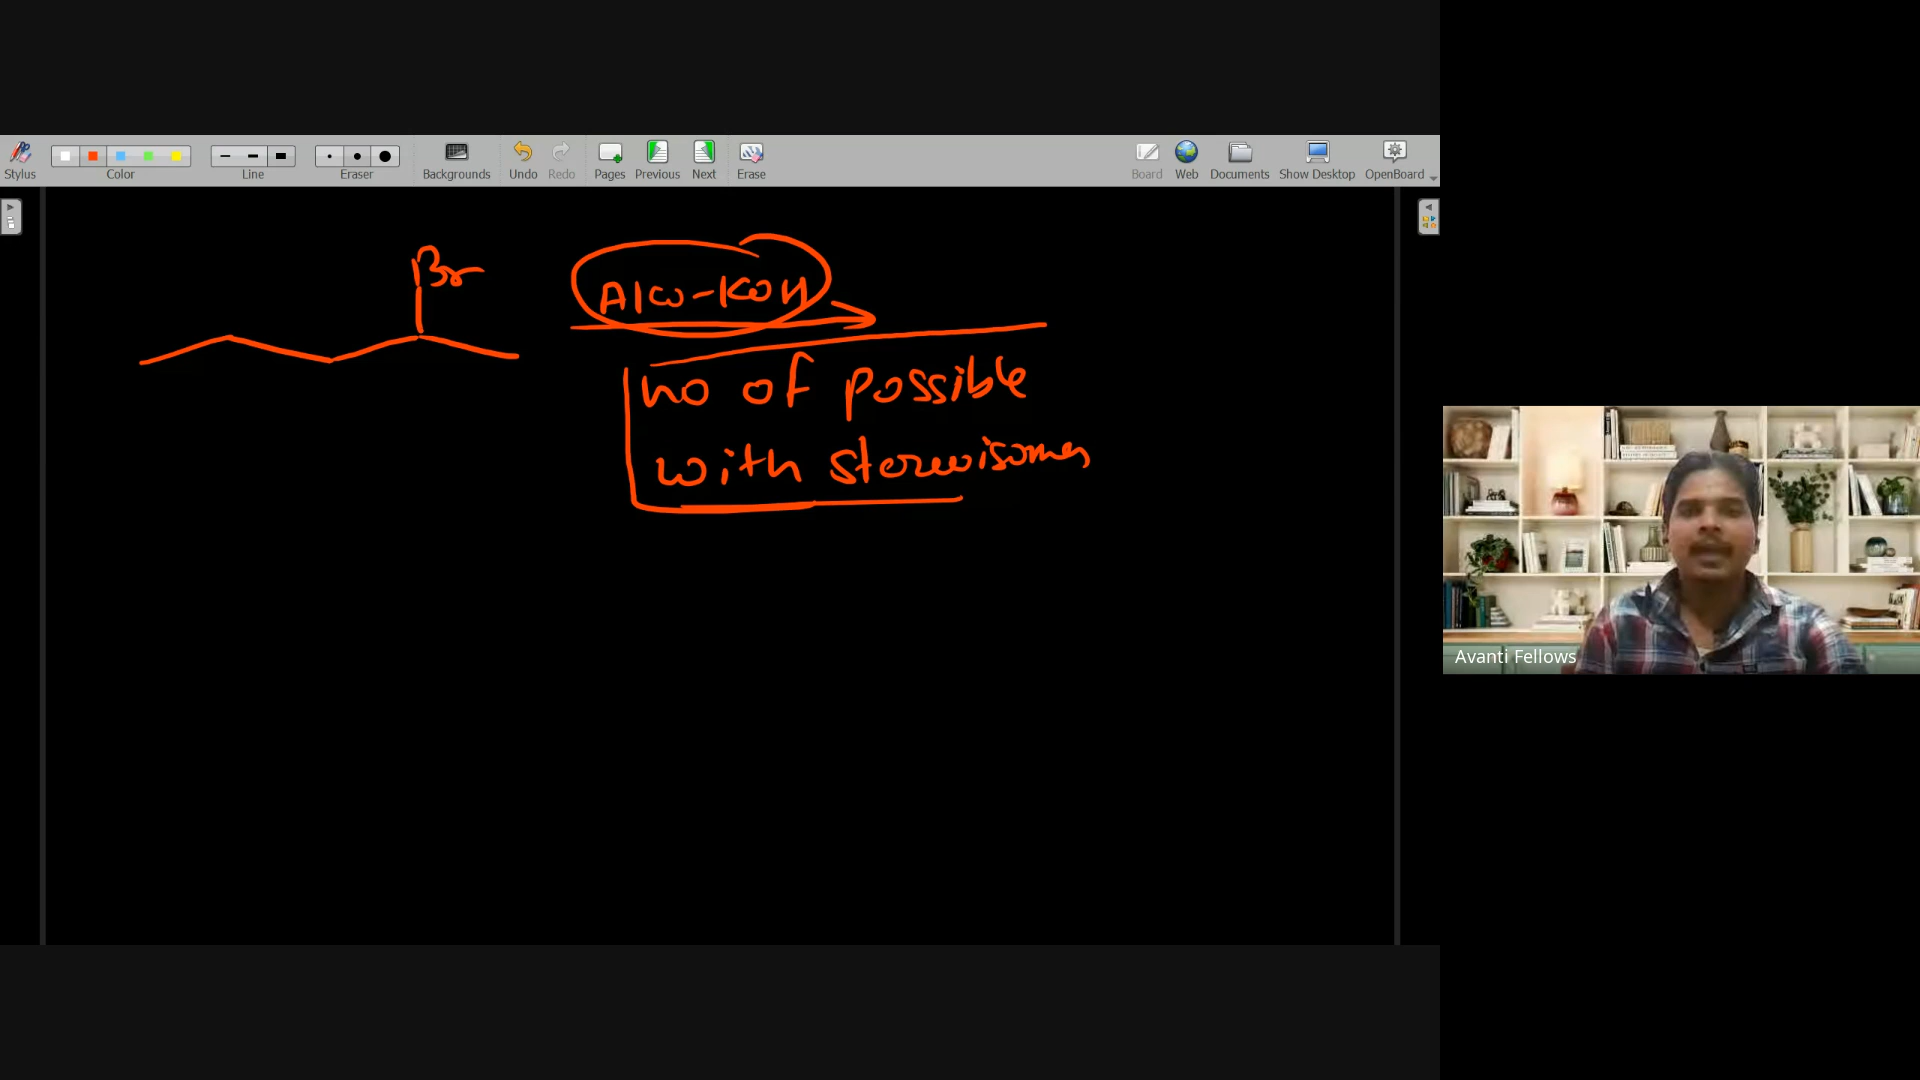 Stylus
Color
Line
Eraser
Backgrounds
Undo
Redo
Pages
Previous
Next
Erase
Board
Web
Documents
Show Desktop
OpenBoard
Br
Alco-KOH
no of possible
with stereoisomers
Avanti Fellows